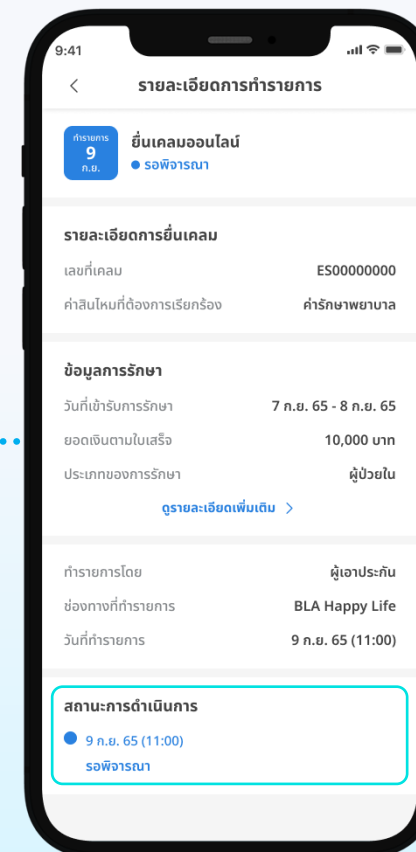 9:41
รายละเอียดการทำรายการ
ทำรายการ
9
ก.ย.
ยื่นเคลมออนไลน์
รอพิจารณา
รายละเอียดการยื่นเคลม
เลขที่เคลม ES00000000
ค่าสินไหมที่ต้องการเรียกร้อง ค่ารักษาพยาบาล
ข้อมูลการรักษา
วันที่เข้ารับการรักษา 7 ก.ย. 65 - 8 ก.ย. 65
ยอดเงินตามใบเสร็จ 10,000 บาท
ประเภทของการรักษา ผู้ป่วยใน
ดูรายละเอียดเพิ่มเติม
ทำรายการโดย ผู้เอาประกัน
ช่องทางที่ทำรายการ BLA Happy Life
วันที่ทำรายการ 9 ก.ย. 65 (11:00)
สถานะการดำเนินการ
9 ก.ย. 65 (11:00)
รอพิจารณา